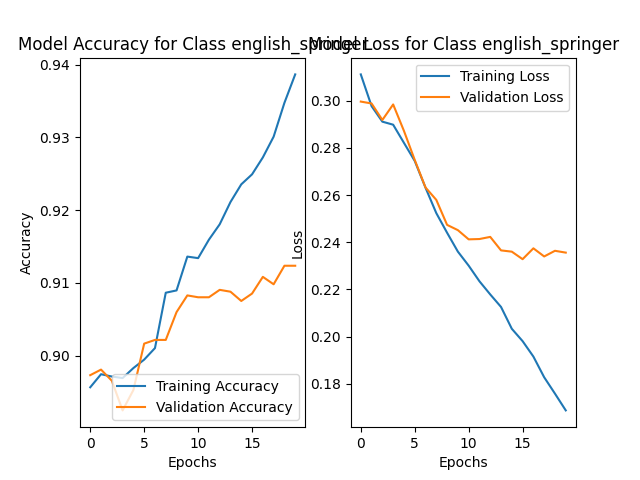 Model Accuracy for Class english_springer
Model Loss for Class english_springer
0.94
0.93
0.92
0.91
0.90
Accuracy
0
5
10
15
Epochs
Training Accuracy
Validation Accuracy
0.30
0.28
0.26
0.24
0.22
0.20
0.18
Loss
0
5
10
15
Epochs
Training Loss
Validation Loss